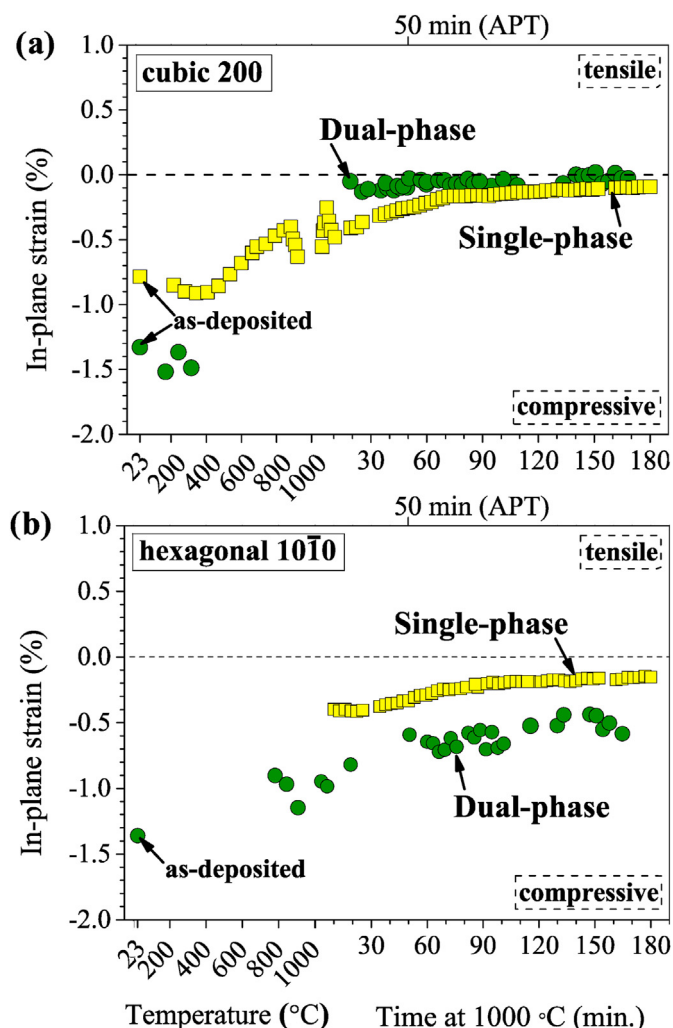 50 min (APT)
(a)
1.0
cubic 200
tensile
0.5
Dual-phase
0.0
In-plane strain (%)
-0.5
Single-phase
-1.0
as-deposited
-1.5
compressive
-2.0
23 200 400 600 800 1000 30 60 90 120 150 180
50 min (APT)
(b)
1.0
hexagonal 101̄0
tensile
0.5
Single-phase
0.0
In-plane strain (%)
-0.5
Dual-phase
-1.0
as-deposited
-1.5
compressive
-2.0
23 200 400 600 800 1000 30 60 90 120 150 180
Temperature (°C) Time at 1000 °C (min.)